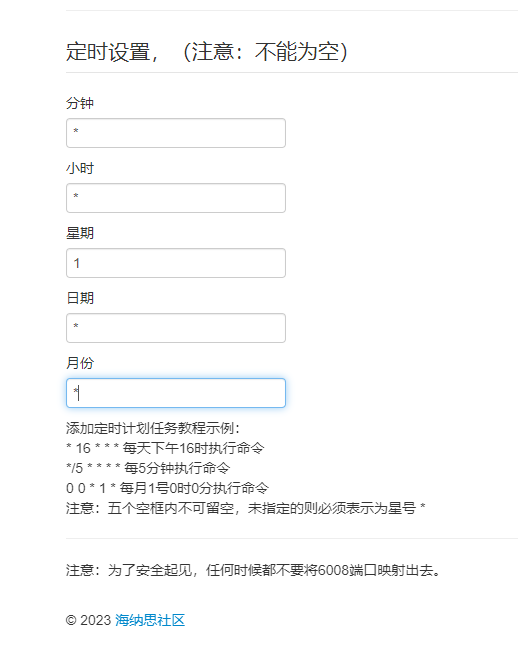 定时设置，（注意：不能为空）
分钟
*
小时
*
星期
1
日期
*
月份
*
添加定时计划任务教程示例：
* 16 * * * 每天下午16时执行命令
*/5 * * * * 每5分钟执行命令
0 0 * 1 * 每月1号0时0分执行命令
注意：五个空框内不可留空，未指定的则必须表示为星号 *
注意：为了安全起见，任何时候都不要将6008端口映射出去。
© 2023 海纳思社区